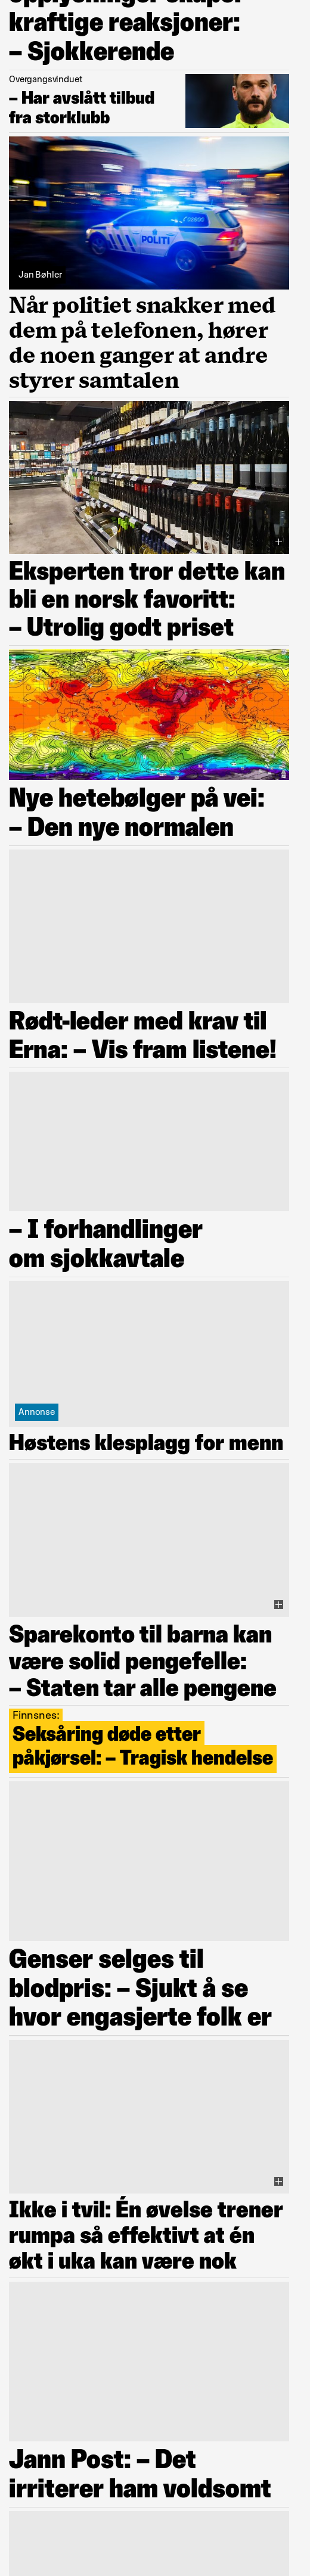 kraftige reaksjoner:
– Sjokkerende
Overgangsvinduet
– Har avslått tilbud
fra storklubb
POLITI
Jan Bøhler
Når politiet snakker med
dem på telefonen, hører
de noen ganger at andre
styrer samtalen
Eksperten tror dette kan
bli en norsk favoritt:
– Utrolig godt priset
Nye hetebølger på vei:
– Den nye normalen
Rødt-leder med krav til
Erna: – Vis fram listene!
– I forhandlinger
om sjokkavtale
Annonse
Høstens klesplagg for menn
Sparekonto til barna kan
være solid pengefelle:
– Staten tar alle pengene
Finnsnes:
Seksåring døde etter
påkjørsel: – Tragisk hendelse
Genser selges til
blodpris: – Sjukt å se
hvor engasjerte folk er
Ikke i tvil: Én øvelse trener
rumpa så effektivt at én
økt i uka kan være nok
Jann Post: – Det
irriterer ham voldsomt